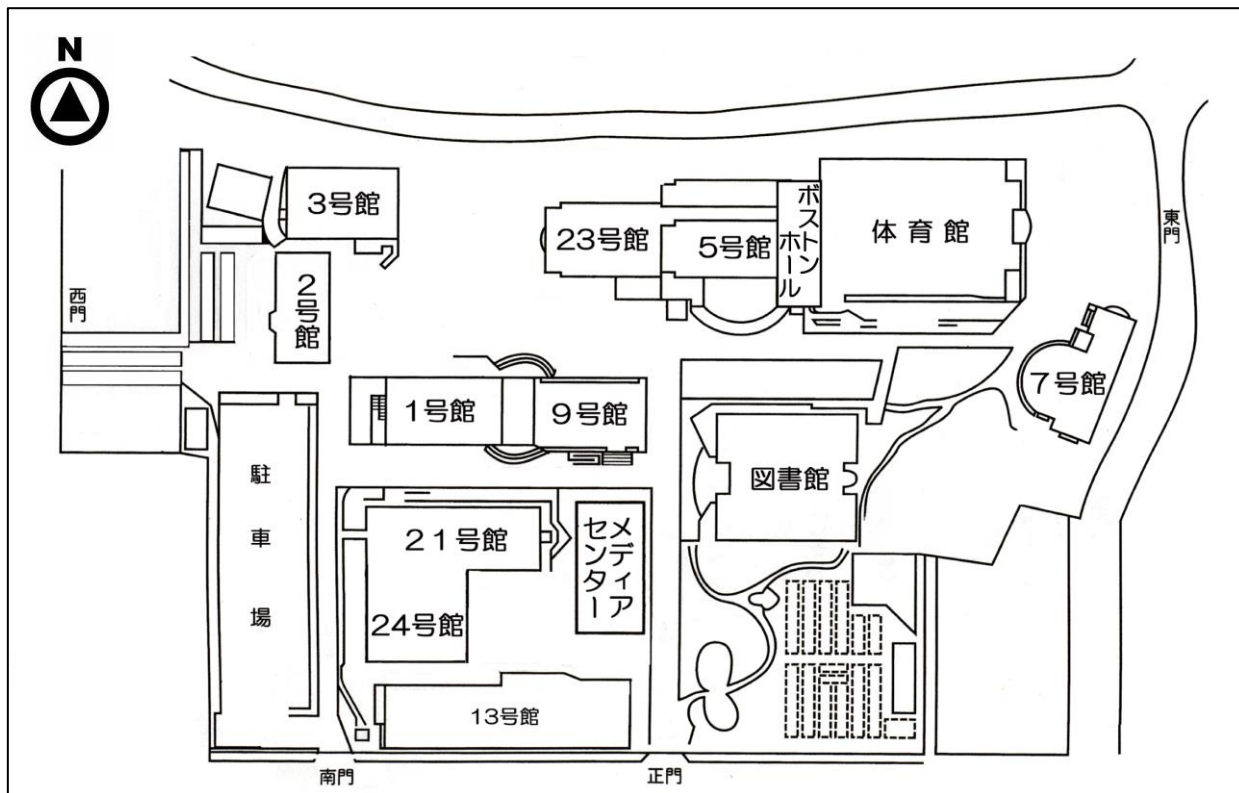 N
3号館
23号館
5号館
ボストン
ホール
体育館
東門
西門
2号館
7号館
1号館
9号館
図書館
駐車場
21号館
メディア
センター
24号館
13号館
南門
正門